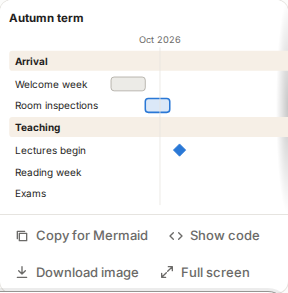 Autumn term
Oct 2026
Arrival
Welcome week
Room inspections
Teaching
Lectures begin
Reading week
Exams
Copy for Mermaid
Show code
Download image
Full screen